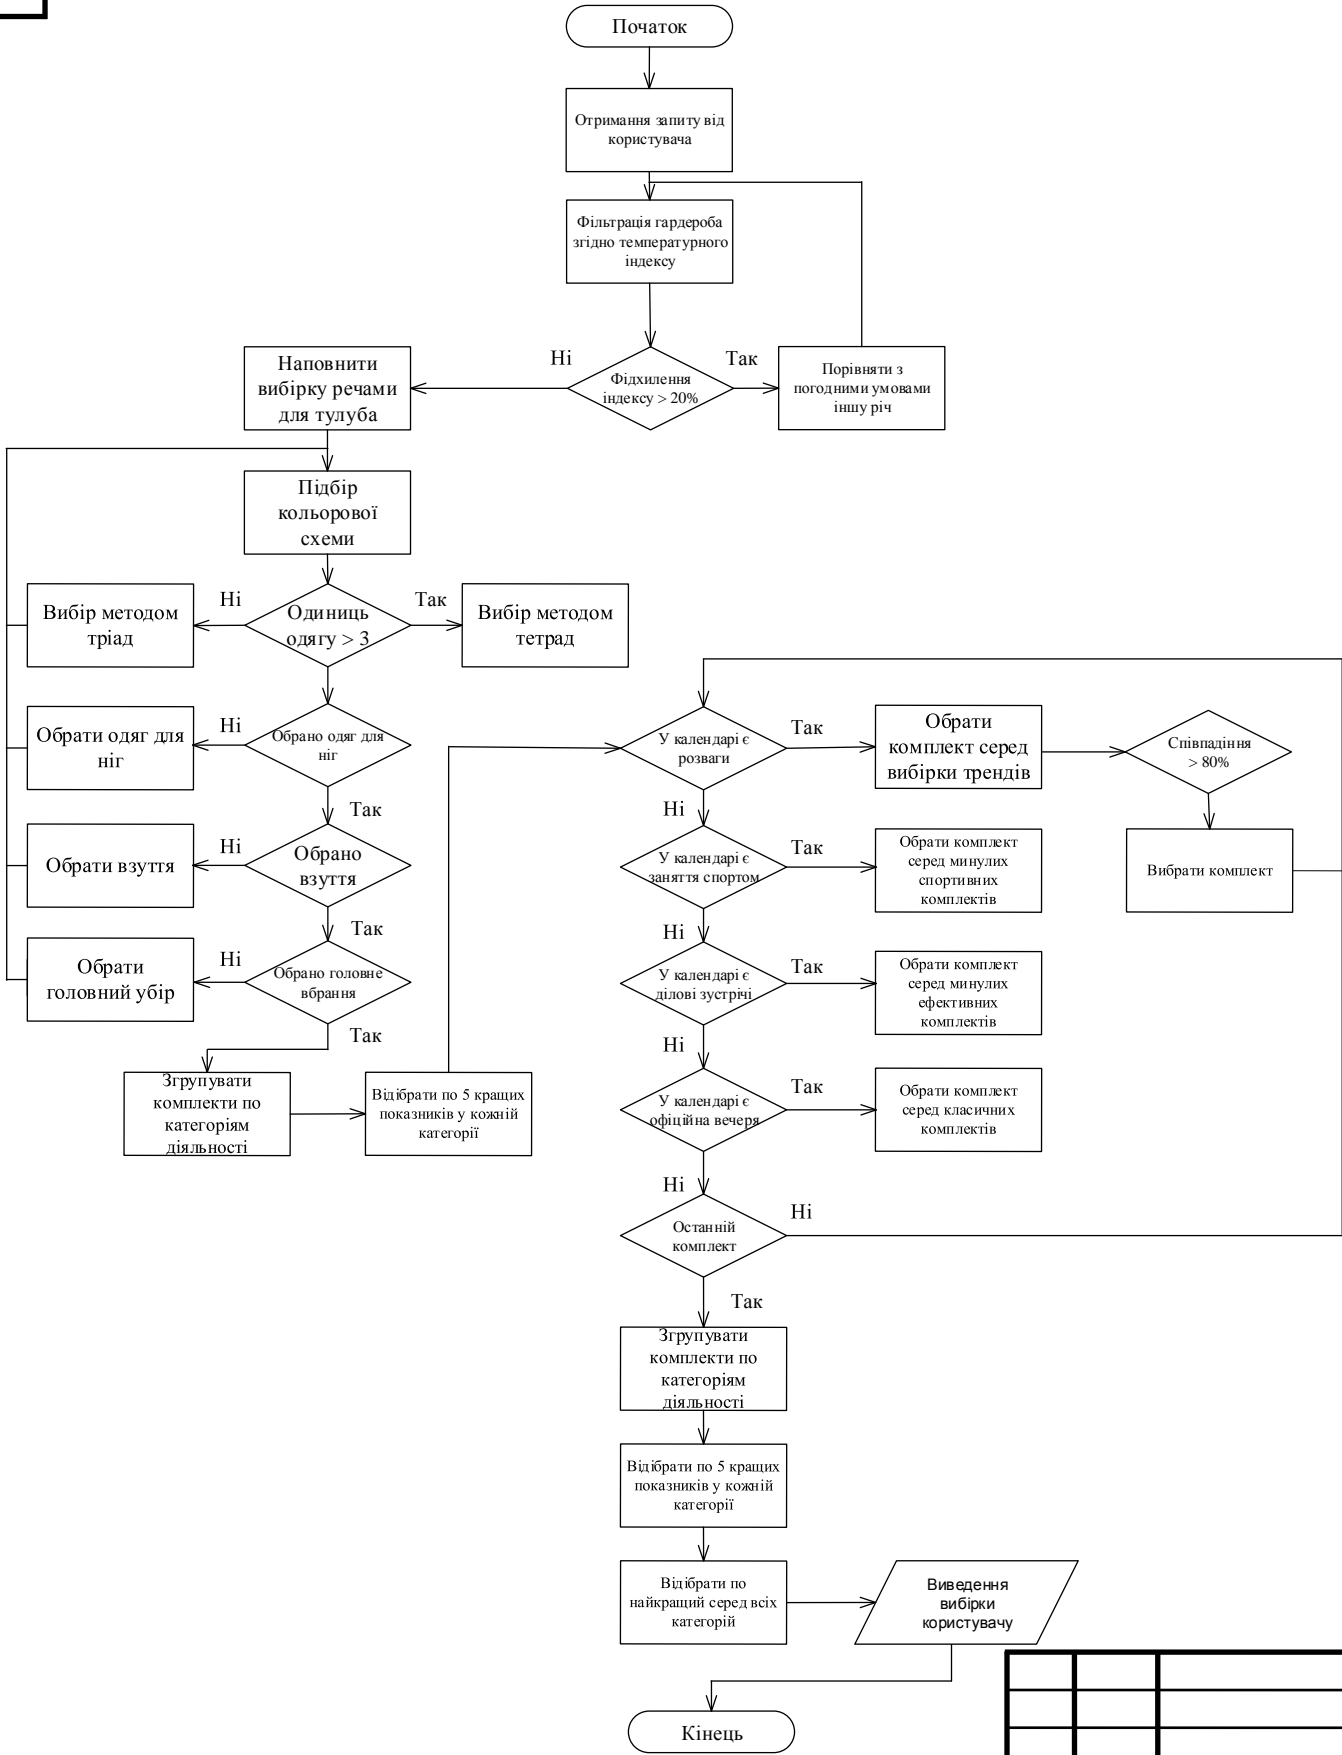 Початок
Отримання запиту від
користувача
Фільтрація гардероба
згідно температурного
індексу
Ні
Так
Наповнити
вибірку речами
для тулуба
Фідхилення
індексу > 20%
Порівняти з
погодними умовами
іншу річ
Підбір
кольорової
схеми
Ні
Так
Вибір методом
тріад
Одиниць
одягу > 3
Вибір методом
тетрад
Ні
Обрати одяг для
ніг
Обрано одяг для
ніг
Так
Ні
Обрати взуття
Обрано
взуття
Так
Ні
Обрати
головний убір
Обрано головне
вбрання
Так
Згрупувати
комплекти по
категоріям
діяльності
Відібрати по 5 кращих
показників у кожній
категорії
У календарі є
розваги
Так
Обрати
комплект серед
вибірки трендів
Співпадіння
> 80%
Ні
У календарі є
заняття спортом
Так
Обрати комплект
серед минулих
спортивних
комплектів
Вибрати комплект
Ні
У календарі є
ділові зустрічі
Так
Обрати комплект
серед минулих
ефективних
комплектів
Ні
У календарі є
офіційна вечеря
Так
Обрати комплект
серед класичних
комплектів
Ні
Останній
комплект
Ні
Так
Згрупувати
комплекти по
категоріям
діяльності
Відібрати по 5 кращих
показників у кожній
категорії
Відібрати по
найкращий серед всіх
категорій
Виведення
вибірки
користувачу
Кінець